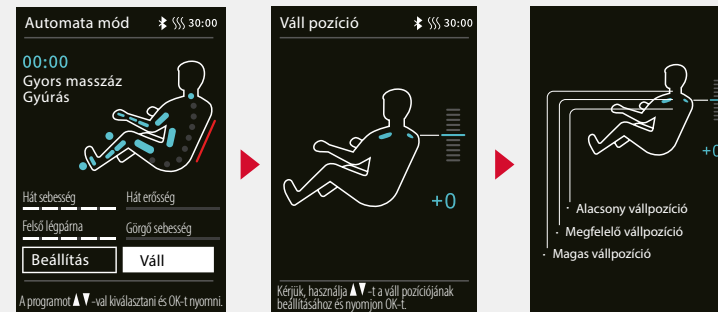 Automata mód 30:00
00:00
Gyors masszáz
Gyúrás
Hát sebesség Hát erősség
Felső légpárna Görgő sebesség
Beállítás Váll
A programot ▲▼-val kiválasztani és OK-t nyomni.
Váll pozíció 30:00
+0
Kérjük, használja ▲▼-t a váll pozíciójának
beállításához és nyomjon OK-t.
+0
· Alacsony vállpozíció
· Megfelelő vállpozíció
· Magas vállpozíció